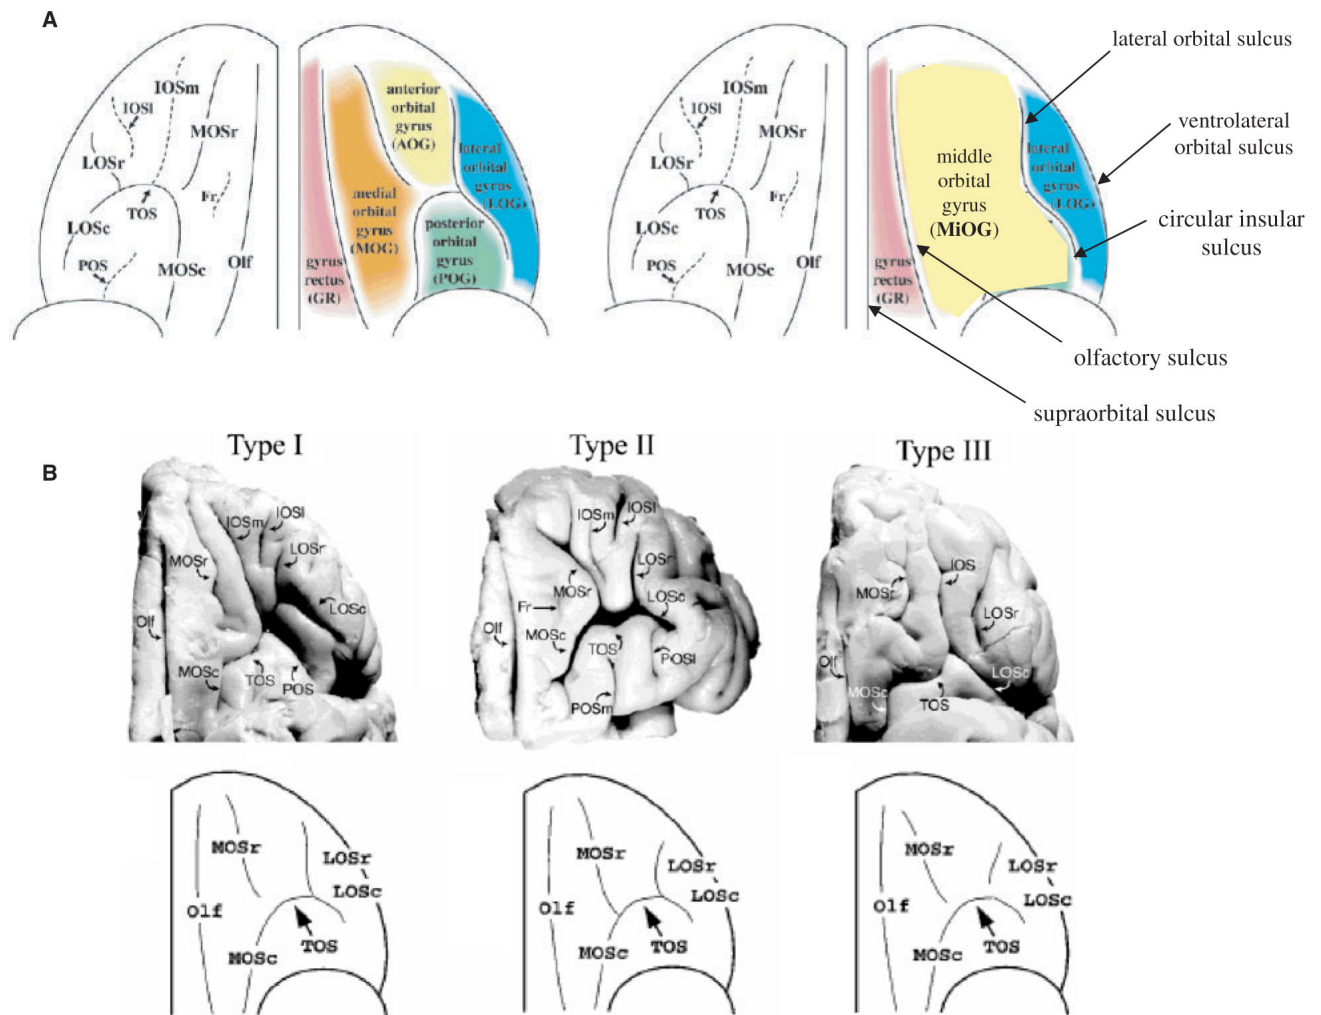 A
IOSm
IOSl
MOSr
LOSr
Fr
TOS
LOSc
POS
MOSc
Olf
anterior
orbital
gyrus
(AOG)
lateral
orbital
gyrus
(LOG)
medial
orbital
gyrus
(MOG)
posterior
orbital
gyrus
(POG)
gyrus
rectus
(GR)
IOSm
IOSl
MOSr
LOSr
Fr
TOS
LOSc
POS
MOSc
Olf
middle
orbital
gyrus
(MiOG)
lateral
orbital
gyrus
(LOG)
gyrus
rectus
(GR)
lateral orbital sulcus
ventrolateral
orbital sulcus
circular insular
sulcus
olfactory sulcus
supraorbital sulcus
B
Type I
IOSm
IOSl
MOSr
LOSr
LOSc
Olf
MOSc
TOS
POS
Type II
IOSm
IOSl
LOSr
MOSr
Fr
LOSc
Olf
MOSc
TOS
POSl
POSm
Type III
IOS
MOSr
LOSr
Olf
LOSc
MOSc
TOS
MOSr
LOSr
LOSc
Olf
TOS
MOSc
MOSr
LOSr
LOSc
Olf
TOS
MOSc
MOSr
LOSr
LOSc
Olf
TOS
MOSc